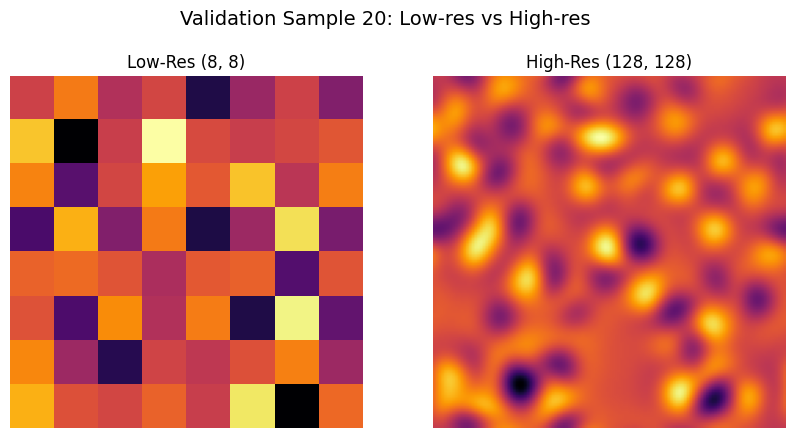 Validation Sample 20: Low-res vs High-res
Low-Res (8, 8)
High-Res (128, 128)